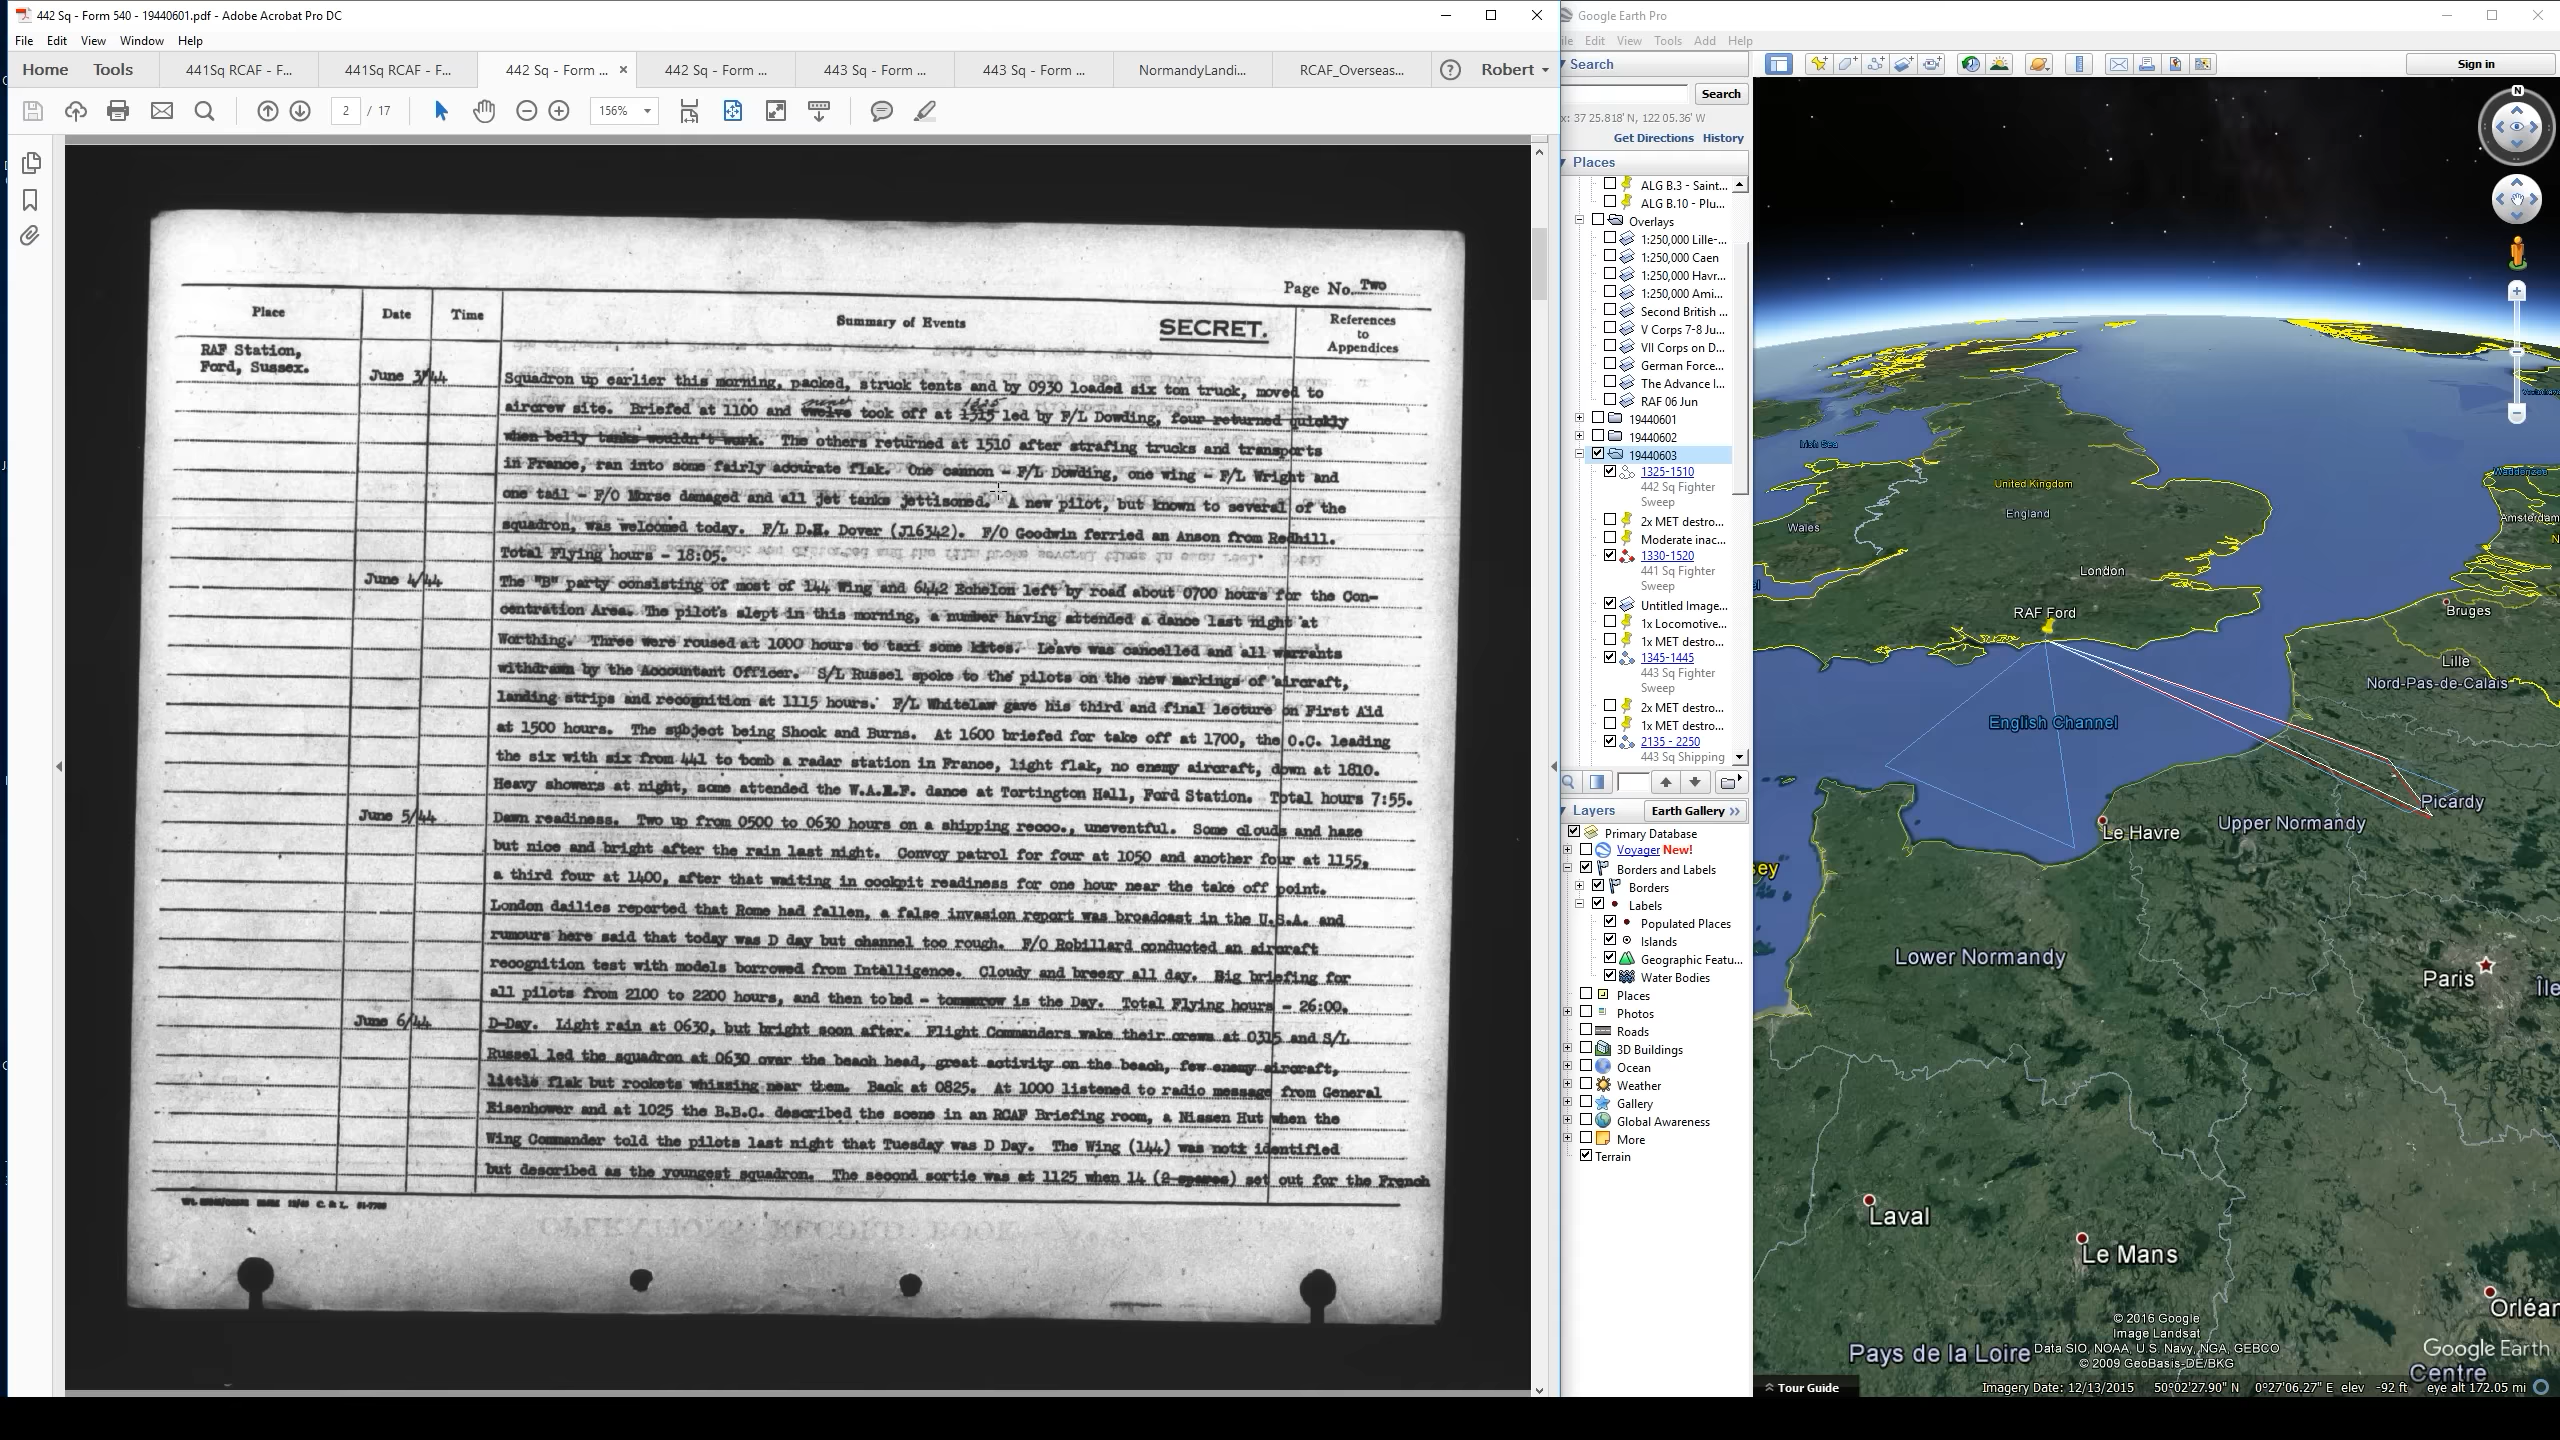 442 Sq - Form 540 - 19440601.pdf - Adobe Acrobat Pro DC
File Edit View Window Help
Home Tools 441Sq RCAF - F... 441Sq RCAF - F... 442 Sq - Form ... × 442 Sq - Form ... 443 Sq - Form ... 443 Sq - Form ... NormandyLandi... RCAF_Overseas... Robert
2 / 17 156%
Page No. Two
Place Date Time Summary of Events SECRET. References to Appendices
RAF Station,
Ford, Sussex.
June 3/44 Squadron up earlier this morning, packed, struck tents and by 0930 loaded six ton truck, moved to
aircrew site. Briefed at 1100 and twelve took off at 1315 led by F/L Dowding, four returned quickly
when belly tanks wouldn't work. The others returned at 1510 after strafing trucks and transports
in France, ran into some fairly acourate flak. One cannon - F/L Dowding, one wing - F/L Wright and
one tail - F/O Morse damaged and all jet tanks jettisoned. A new pilot, but known to several of the
squadron, was welcomed today. F/L D.H. Dover (J16342). F/O Goodwin ferried an Anson from Redhill.
Total Flying hours - 18:05.
June 4/44 The "B" party consisting of most of 144 Wing and 6442 Echelon left by road about 0700 hours for the Con-
centration Area. The pilot's slept in this morning, a number having attended a dance last night at
Worthing. Three were roused at 1000 hours to taxi some kites. Leave was cancelled and all warrants
withdrawn by the Accountant Officer. S/L Russel spoke to the pilots on the new markings of aircraft,
landing strips and recognition at 1115 hours. F/L Whitelaw gave his third and final lecture on First Aid
at 1500 hours. The subject being Shock and Burns. At 1600 briefed for take off at 1700, the O.C. leading
the six with six from 441 to bomb a radar station in France, light flak, no enemy aircraft, down at 1810.
Heavy showers at night, some attended the W.A.A.F. dance at Tortington Hall, Ford Station. Total hours 7:55.
June 5/44 Dawn readiness. Two up from 0500 to 0630 hours on a shipping recco., uneventful. Some clouds and haze
but nice and bright after the rain last night. Convoy patrol for four at 1050 and another four at 1155,
a third four at 1400, after that waiting in cockpit readiness for one hour near the take off point.
London dailies reported that Rome had fallen, a false invasion report was broadcast in the U.S.A. and
rumours here said that today was D day but channel too rough. F/O Robillard conducted an aircraft
recognition test with models borrowed from Intelligence. Cloudy and breezy all day. Big briefing for
all pilots from 2100 to 2200 hours, and then to bed - tomorrow is the Day. Total Flying hours - 26:00.
June 6/44 D-Day. Light rain at 0630, but bright soon after. Flight Commanders wake their crews at 0315 and S/L
Russel led the squadron at 0630 over the beach head, great activity on the beach, few enemy aircraft,
little flak but rockets whizzing near them. Back at 0825. At 1000 listened to radio message from General
Eisenhower and at 1025 the B.B.C. described the scene in an RCAF Briefing room, a Nissen Hut when the
Wing Commander told the pilots last night that Tuesday was D Day. The Wing (144) was nott identified
but described as the youngest squadron. The second sortie was at 1125 when 14 (2 spares) set out for the French
Google Earth Pro
File Edit View Tools Add Help
Search
Search
x: 37 25.818' N, 122 05.36' W
Get Directions History
Places
ALG B.3 - Saint...
ALG B.10 - Plu...
Overlays
1:250,000 Lille-...
1:250,000 Caen
1:250,000 Havr...
1:250,000 Ami...
Second British ...
V Corps 7-8 Ju...
VII Corps on D...
German Force...
The Advance I...
RAF 06 Jun
19440601
19440602
19440603
1325-1510
442 Sq Fighter
Sweep
2x MET destro...
Moderate inac...
1330-1520
441 Sq Fighter
Sweep
Untitled Image...
1x Locomotive...
1x MET destro...
1345-1445
443 Sq Fighter
Sweep
2x MET destro...
1x MET destro...
2135 - 2250
443 Sq Shipping
Layers Earth Gallery >>
Primary Database
Voyager New!
Borders and Labels
Borders
Labels
Populated Places
Islands
Geographic Featu...
Water Bodies
Places
Photos
Roads
3D Buildings
Ocean
Weather
Gallery
Global Awareness
More
Terrain
Sign in
N
Irish Sea
United Kingdom
England
Wales
London
RAF Ford
Waddenzee
Amsterdam
Bruges
Lille
Nord-Pas-de-Calais
English Channel
Picardy
Le Havre
Upper Normandy
Lower Normandy
Paris
Laval
Le Mans
Orléan
Pays de la Loire
Centre
© 2016 Google
Image Landsat
Data SIO, NOAA, U.S. Navy, NGA, GEBCO
© 2009 GeoBasis-DE/BKG
Google Earth
Tour Guide
Imagery Date: 12/13/2015 50°02'27.90" N 0°27'06.27" E elev -92 ft eye alt 172.05 mi